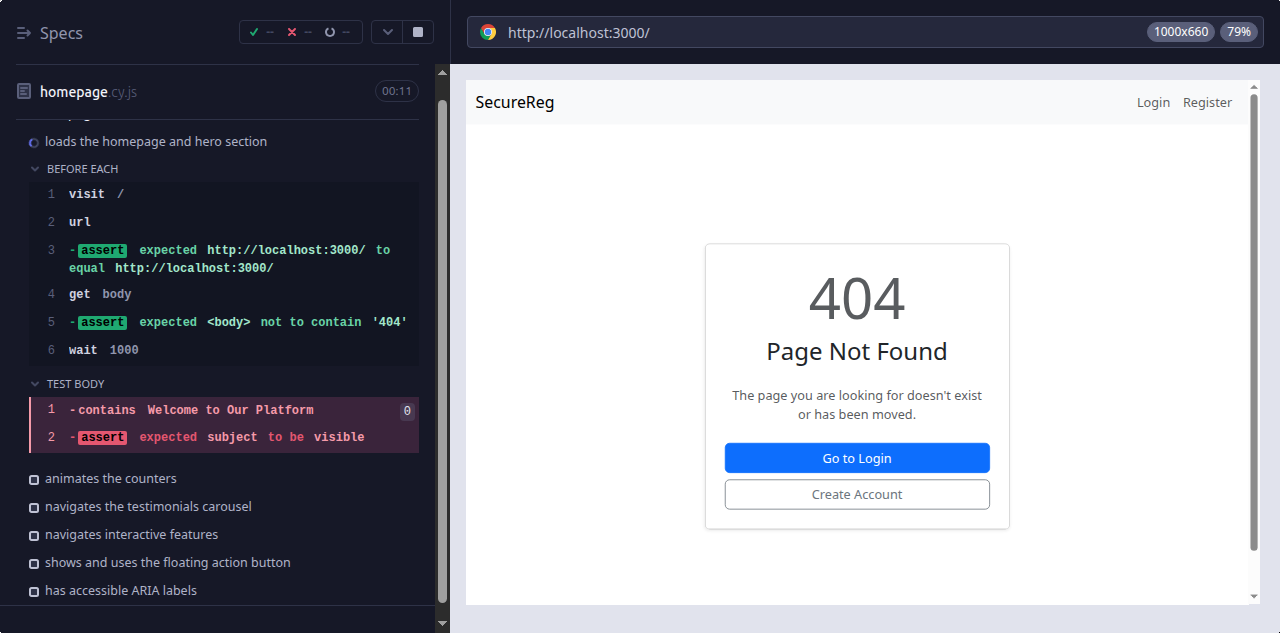 Specs
✓ -- ✕ -- --
homepage.cy.js
00:11
loads the homepage and hero section
BEFORE EACH
1 visit /
2 url
3 -assert expected http://localhost:3000/ to
equal http://localhost:3000/
4 get body
5 -assert expected <body> not to contain '404'
6 wait 1000
TEST BODY
1 -contains Welcome to Our Platform 0
2 -assert expected subject to be visible
animates the counters
navigates the testimonials carousel
navigates interactive features
shows and uses the floating action button
has accessible ARIA labels
http://localhost:3000/
1000x660
79%
SecureReg
Login Register
404
Page Not Found
The page you are looking for doesn't exist
or has been moved.
Go to Login
Create Account